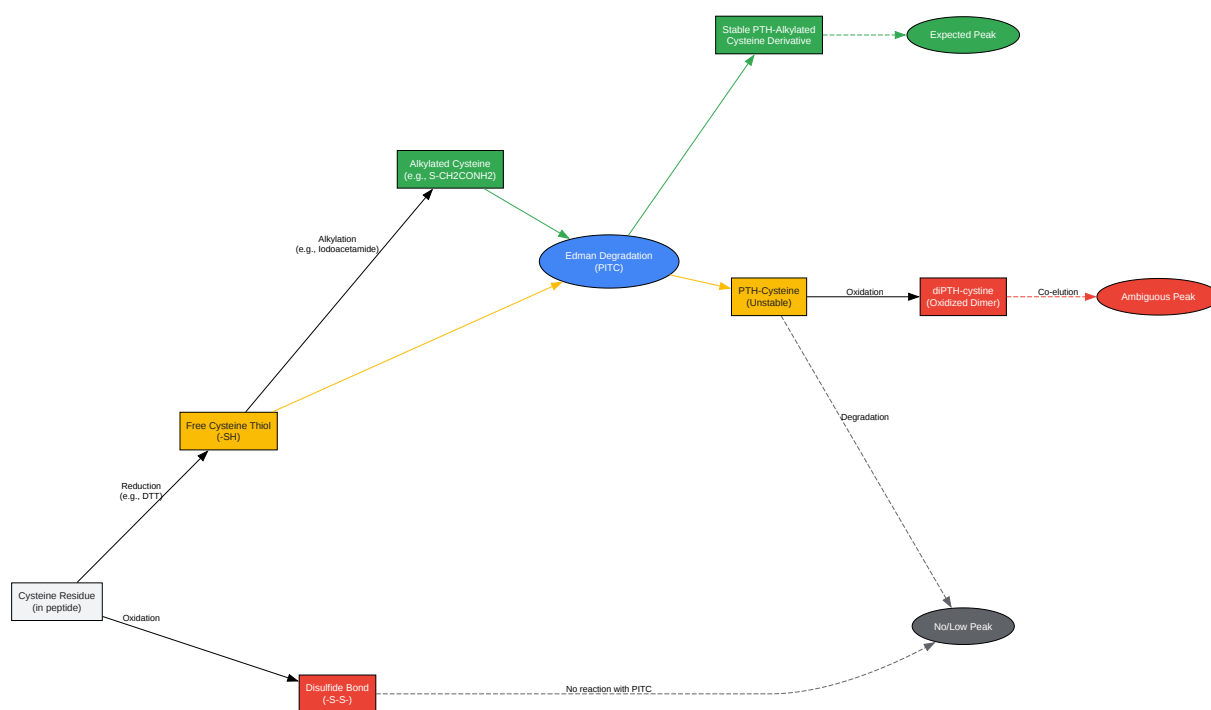 Stable PTH-Alkylated
Cysteine Derivative
Expected Peak
Alkylated Cysteine
(e.g., S-CH2CONH2)
Alkylation
(e.g., Iodoacetamide)
Edman Degradation
(PITC)
PTH-Cysteine
(Unstable)
Oxidation
diPTH-cystine
(Oxidized Dimer)
Co-elution
Ambiguous Peak
Degradation
Free Cysteine Thiol
(-SH)
Reduction
(e.g., DTT)
Cysteine Residue
(in peptide)
Oxidation
No/Low Peak
Disulfide Bond
(-S-S-)
No reaction with PITC